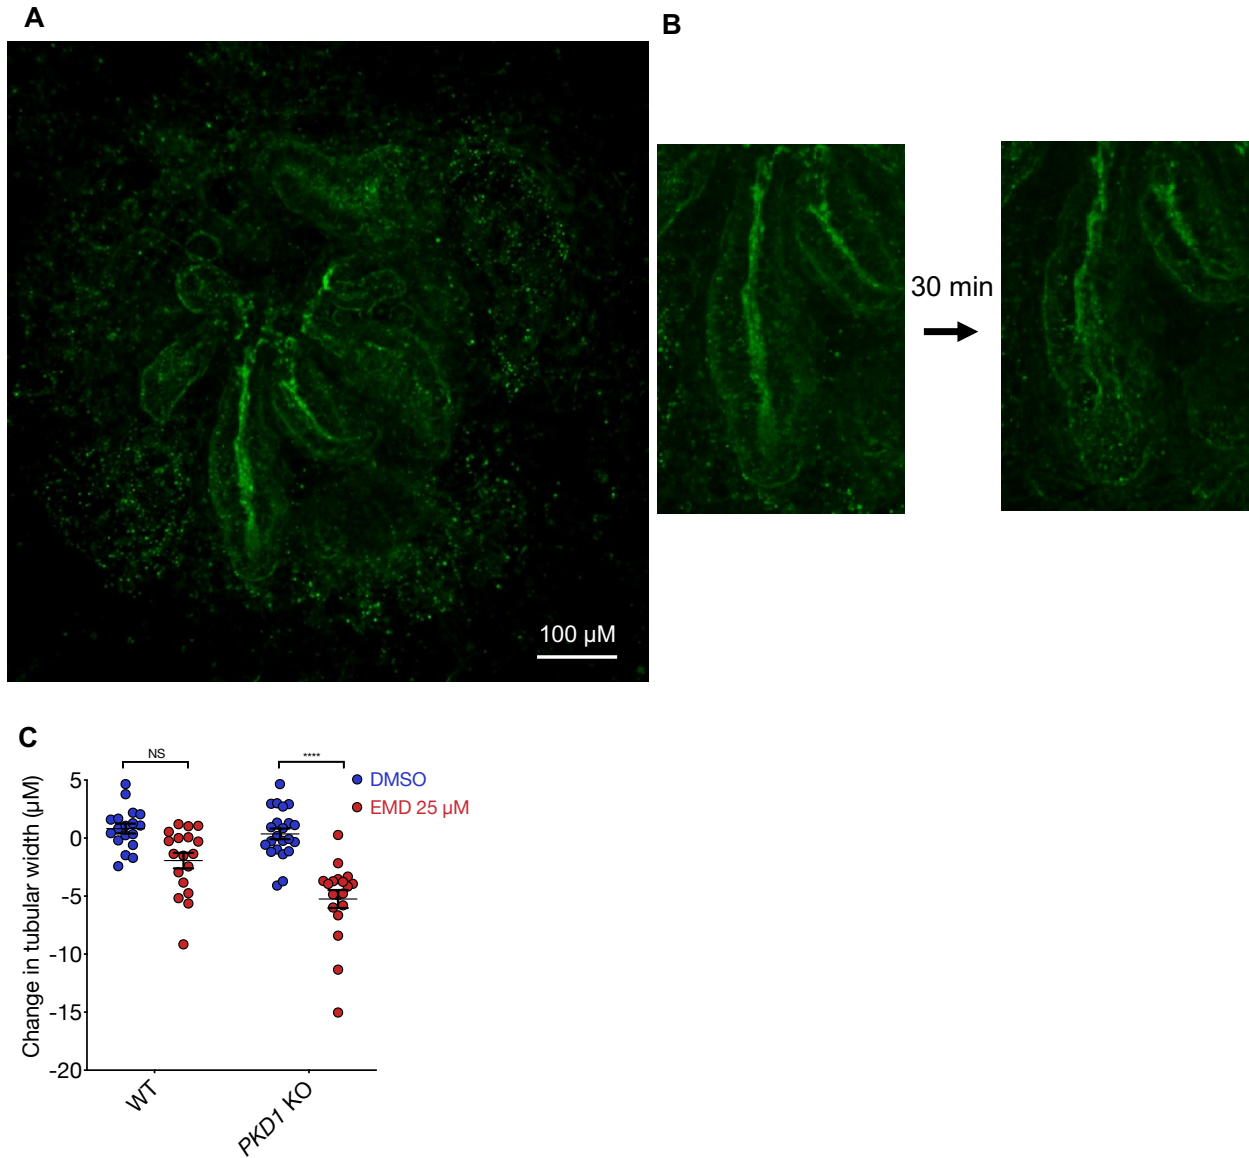 A
B
100 µM
30 min
C
NS
****
DMSO
EMD 25 µM
Change in tubular width (µM)
5
0
-5
-10
-15
-20
WT
PKD1 KO